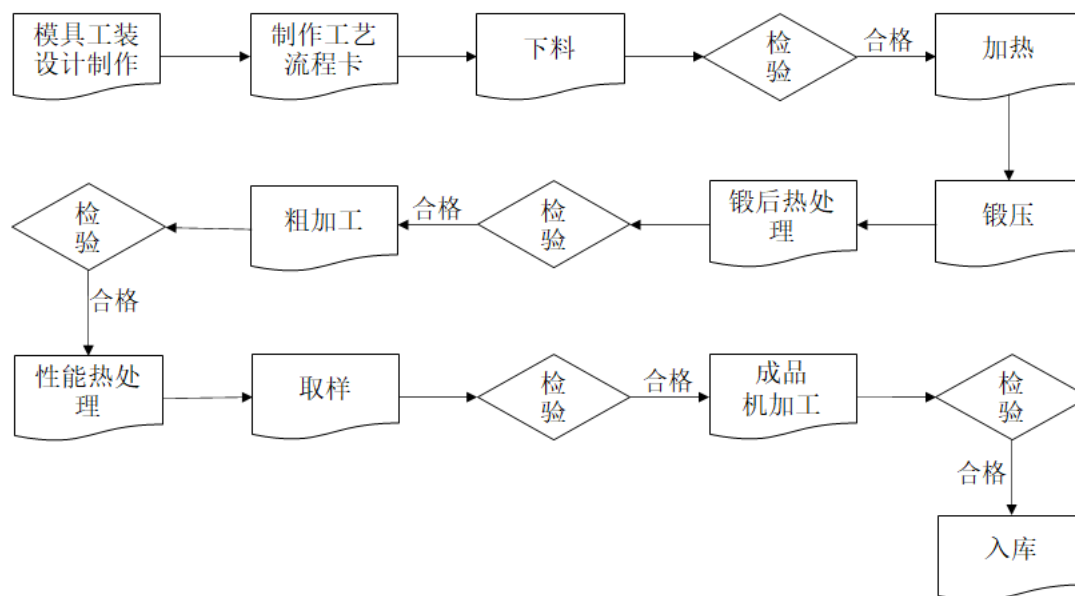 模具工装
设计制作
制作工艺
流程卡
下料
检
验
合格
加热
锻压
锻后热处
理
检
验
合格
粗加工
检
验
合格
性能热处
理
取样
检
验
合格
成品
机加工
检
验
合格
入库